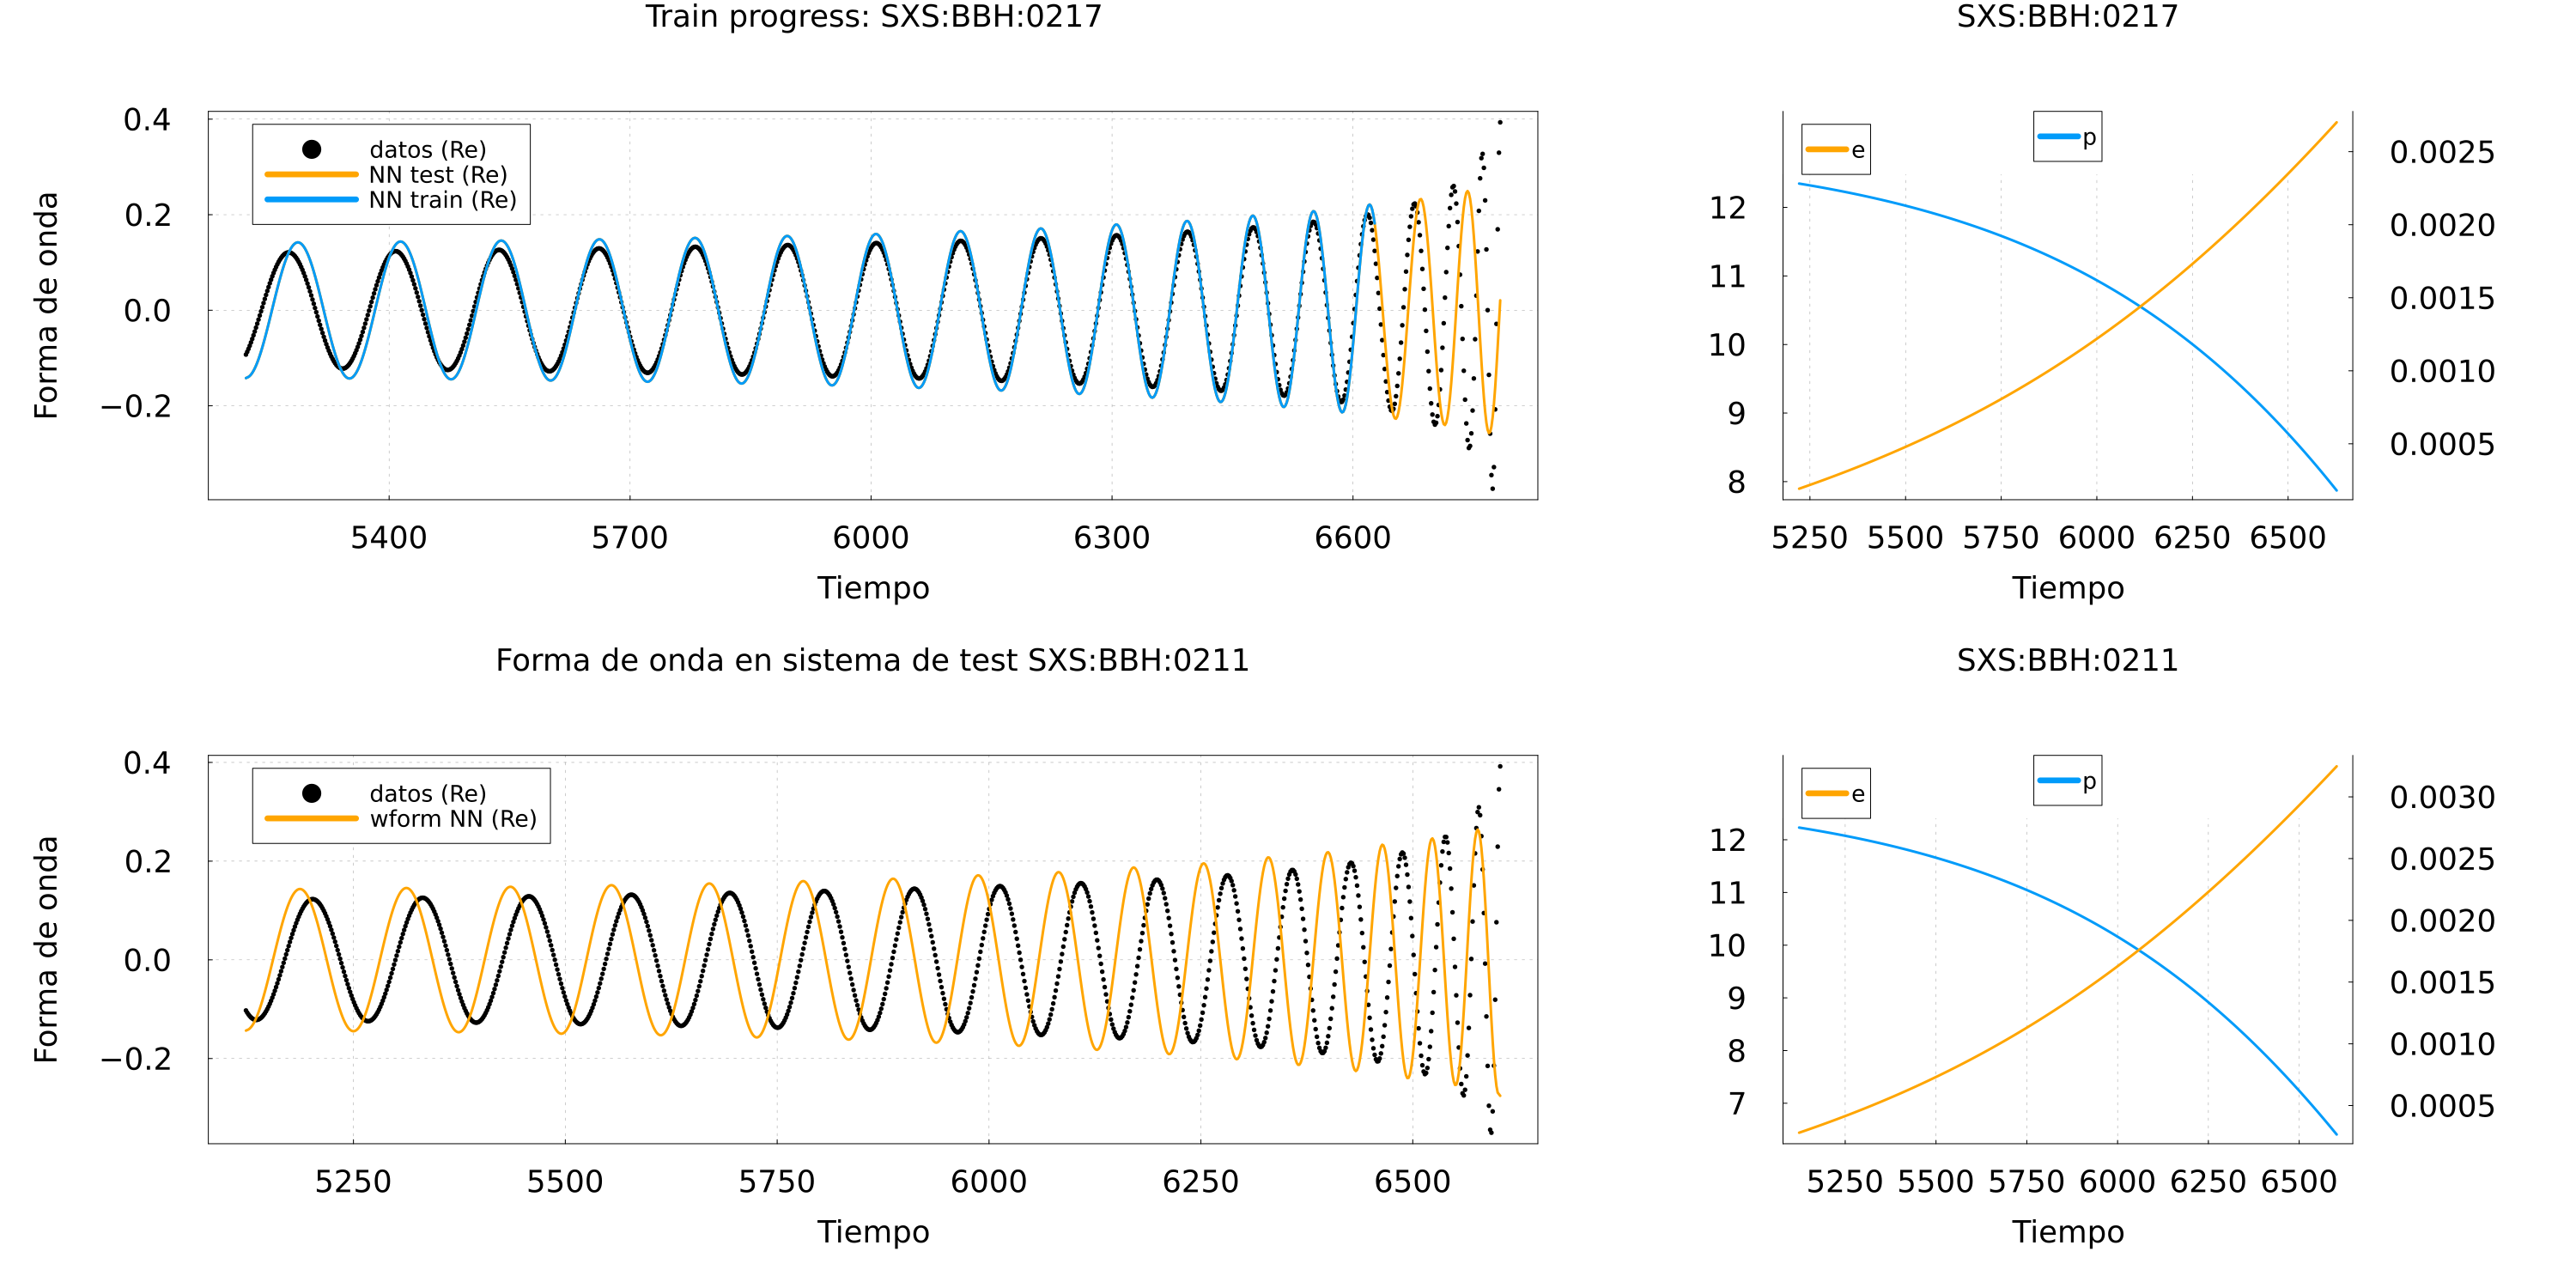 Train progress: SXS:BBH:0217
Forma de onda
0.4
0.2
0.0
−0.2
datos (Re)
NN test (Re)
NN train (Re)
5400 5700 6000 6300 6600
Tiempo
SXS:BBH:0217
e
p
12
11
10
9
8
0.0025
0.0020
0.0015
0.0010
0.0005
5250 5500 5750 6000 6250 6500
Tiempo
Forma de onda en sistema de test SXS:BBH:0211
Forma de onda
0.4
0.2
0.0
−0.2
datos (Re)
wform NN (Re)
5250 5500 5750 6000 6250 6500
Tiempo
SXS:BBH:0211
e
p
12
11
10
9
8
7
0.0030
0.0025
0.0020
0.0015
0.0010
0.0005
5250 5500 5750 6000 6250 6500
Tiempo